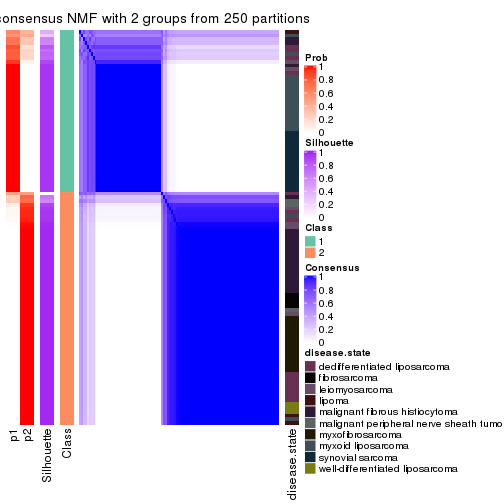 consensus NMF with 2 groups from 250 partitions
Prob
1
0.8
0.6
0.4
0.2
0
Silhouette
1
0.8
0.6
0.4
0.2
0
Class
1
2
Consensus
1
0.8
0.6
0.4
0.2
0
disease.state
dedifferentiated liposarcoma
fibrosarcoma
leiomyosarcoma
lipoma
malignant fibrous histiocytoma
malignant peripheral nerve sheath tumo
myxofibrosarcoma
myxoid liposarcoma
synovial sarcoma
well-differentiated liposarcoma
p1
p2
Silhouette
Class
disease.state